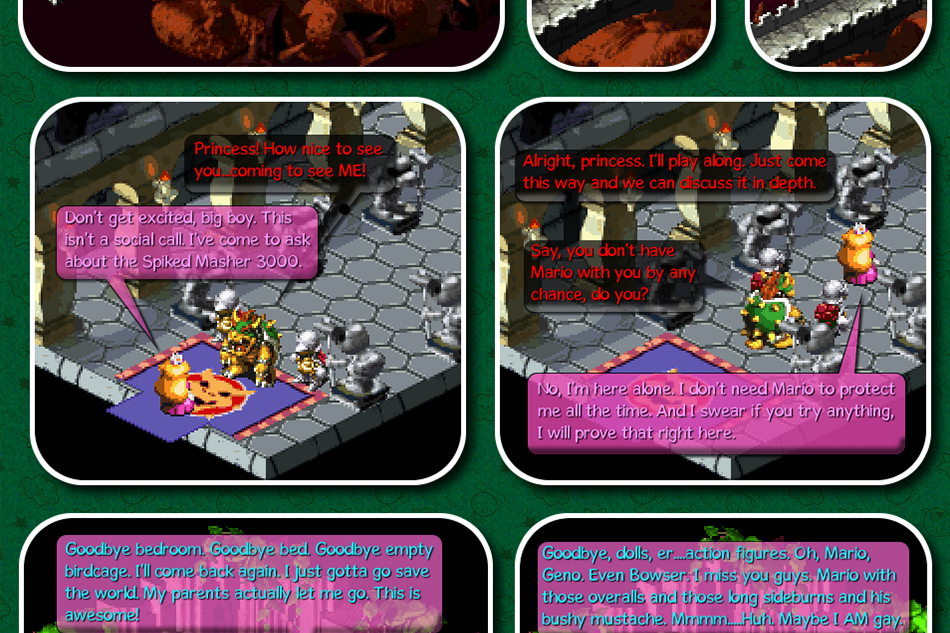 Princess! How nice to see
you...coming to see ME!
Don't get excited, big boy. This
isn't a social call. I've come to ask
about the Spiked Masher 3000.
Alright, princess. I'll play along. Just come
this way and we can discuss it in depth.
Say, you don't have
Mario with you by any
chance, do you?
No, I'm here alone. I don't need Mario to protect
me all the time. And I swear if you try anything,
I will prove that right here.
Goodbye bedroom. Goodbye bed. Goodbye empty
birdcage. I'll come back again. I just gotta go save
the world. My parents actually let me go. This is
awesome!
Goodbye, dolls, er....action figures. Oh, Mario,
Geno. Even Bowser. I miss you guys. Mario with
those overalls and those long sideburns and his
bushy mustache. Mmmm....Huh. Maybe I AM gay.